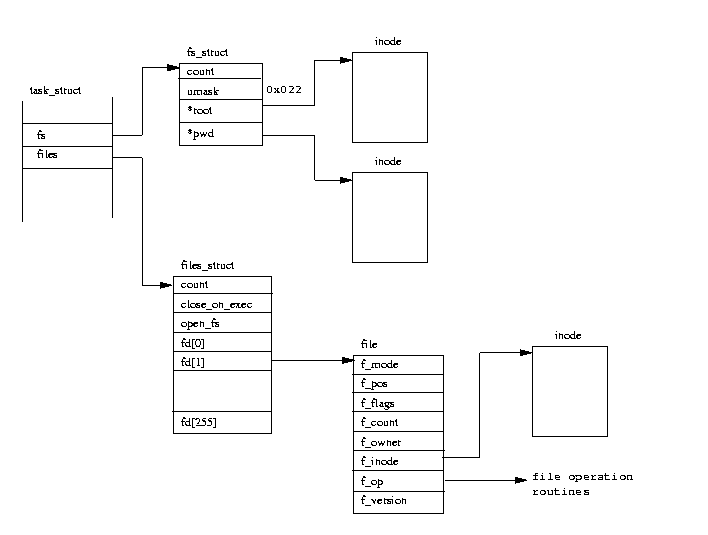 task_struct
fs
files
fs_struct
count
umask
0x022
*root
*pwd
inode
inode
files_struct
count
close_on_exec
open_fs
fd[0]
fd[1]
fd[255]
file
f_mode
f_pos
f_flags
f_count
f_owner
f_inode
f_op
f_version
inode
file operation
routines